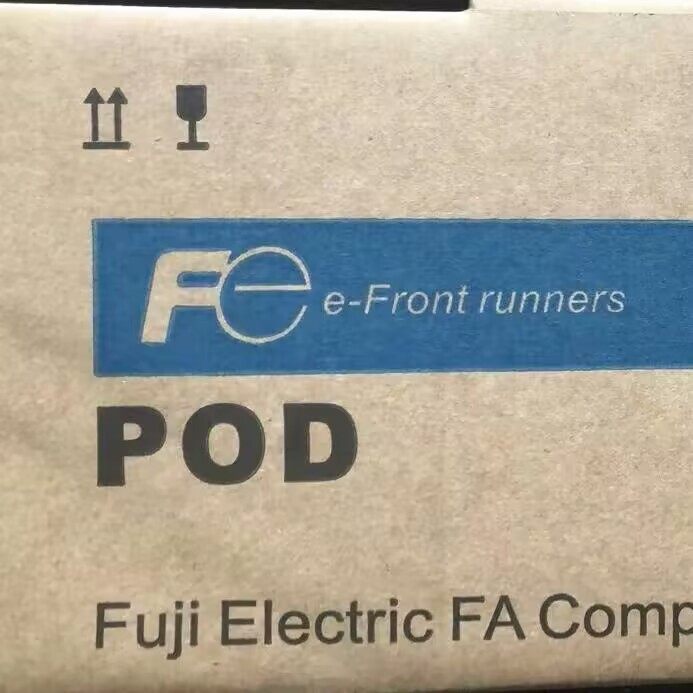 Fe e-Front runners
POD
Fuji Electric FA Comp